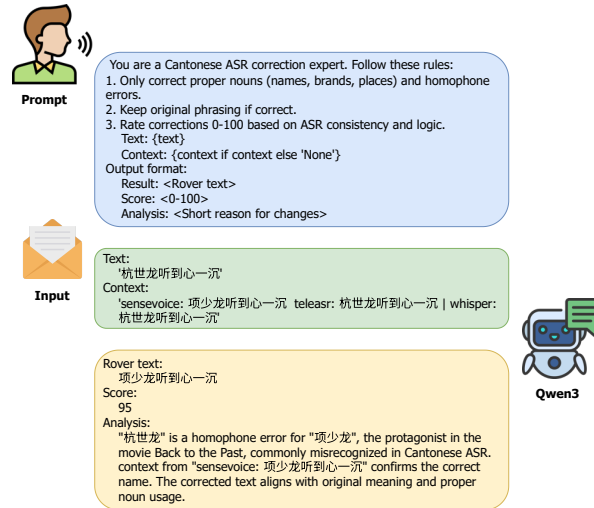 You are a Cantonese ASR correction expert. Follow these rules:
1. Only correct proper nouns (names, brands, places) and homophone
errors.
2. Keep original phrasing if correct.
3. Rate corrections 0-100 based on ASR consistency and logic.
Text: {text}
Context: {context if context else 'None'}
Output format:
Result: <Rover text>
Score: <0-100>
Analysis: <Short reason for changes>
Prompt
Text:
'杭世龙听到心一沉'
Context:
'sensevoice: 项少龙听到心一沉 teleasr: 杭世龙听到心一沉 | whisper:
杭世龙听到心一沉'
Input
Qwen3
Rover text:
项少龙听到心一沉
Score:
95
Analysis:
"杭世龙" is a homophone error for "项少龙", the protagonist in the
movie Back to the Past, commonly misrecognized in Cantonese ASR.
context from "sensevoice: 项少龙听到心一沉" confirms the correct
name. The corrected text aligns with original meaning and proper
noun usage.